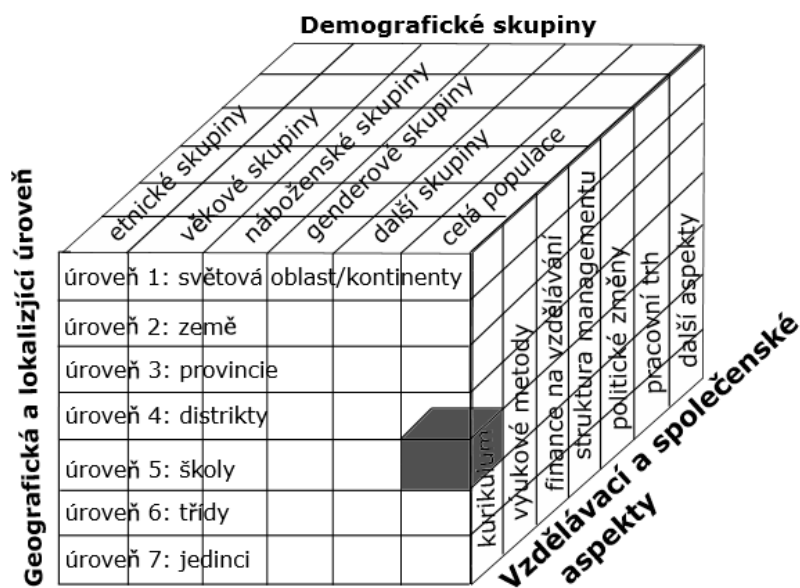 Demografické skupiny
etnické skupiny
věkové skupiny
náboženské skupiny
genderové skupiny
další skupiny
celá populace
Geografická a lokalizjící úroveň
úroveň 1: světová oblast/kontinenty
úroveň 2: země
úroveň 3: provincie
úroveň 4: distrikty
úroveň 5: školy
úroveň 6: třídy
úroveň 7: jedinci
kurikulum
výukové metody
finance na vzdělávání
struktura managementu
politické změny
pracovní trh
další aspekty
Vzdělávací a společenské
aspekty